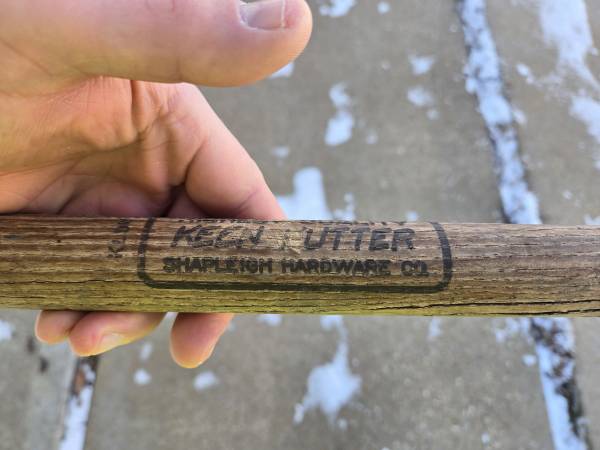 KEEN KUTTER
SHAPLEIGH HARDWARE CO.